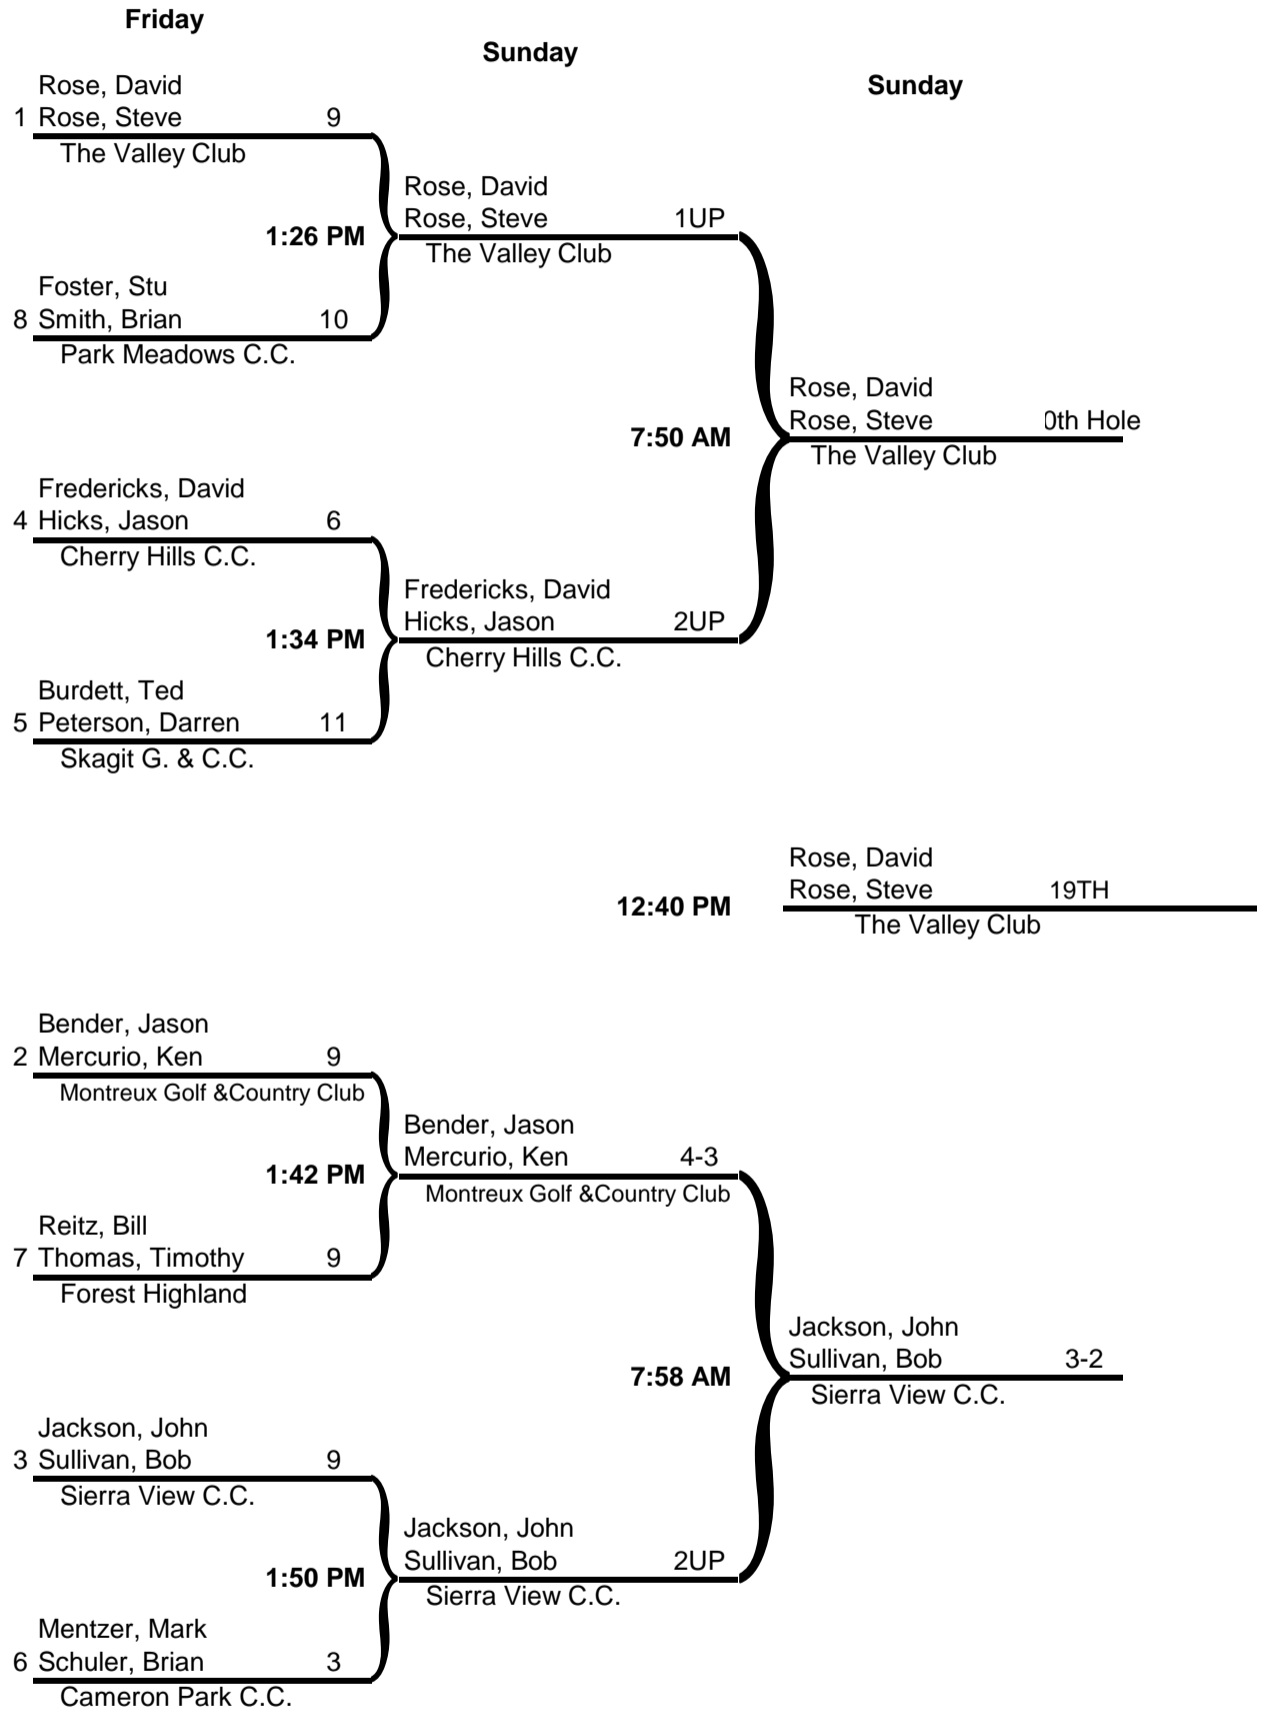 Friday
Sunday
Sunday
Rose, David
1 Rose, Steve 9
The Valley Club
Rose, David
Rose, Steve 1UP
The Valley Club
1:26 PM
Foster, Stu
8 Smith, Brian 10
Park Meadows C.C.
Rose, David
Rose, Steve 0th Hole
The Valley Club
7:50 AM
Fredericks, David
4 Hicks, Jason 6
Cherry Hills C.C.
Fredericks, David
Hicks, Jason 2UP
Cherry Hills C.C.
1:34 PM
Burdett, Ted
5 Peterson, Darren 11
Skagit G. & C.C.
Rose, David
Rose, Steve 19TH
The Valley Club
12:40 PM
Bender, Jason
2 Mercurio, Ken 9
Montreux Golf &Country Club
Bender, Jason
Mercurio, Ken 4-3
Montreux Golf &Country Club
1:42 PM
Reitz, Bill
7 Thomas, Timothy 9
Forest Highland
Jackson, John
Sullivan, Bob 3-2
Sierra View C.C.
7:58 AM
Jackson, John
3 Sullivan, Bob 9
Sierra View C.C.
Jackson, John
Sullivan, Bob 2UP
Sierra View C.C.
1:50 PM
Mentzer, Mark
6 Schuler, Brian 3
Cameron Park C.C.